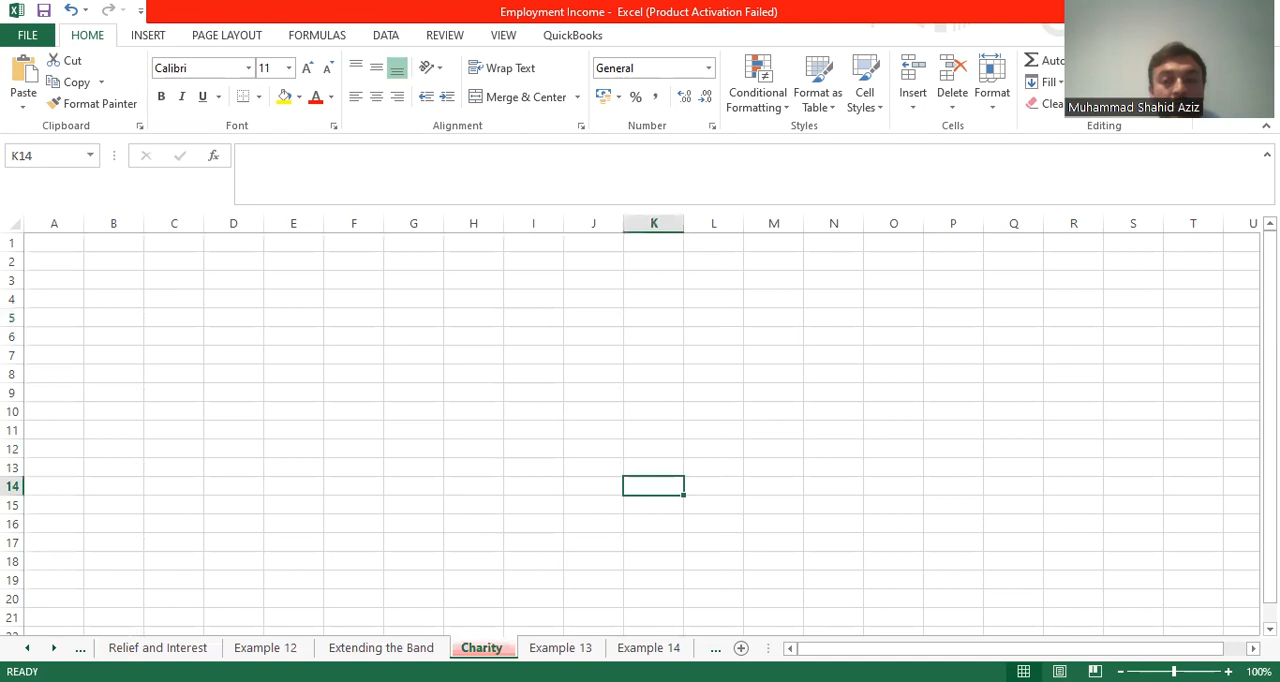 Employment Income - Excel (Product Activation Failed)
FILE HOME INSERT PAGE LAYOUT FORMULAS DATA REVIEW VIEW QuickBooks
Paste
Cut
Copy
Format Painter
Clipboard
Calibri 11
B I U
Font
Wrap Text
Merge & Center
Alignment
General
%
Number
Conditional Formatting
Format as Table
Cell Styles
Styles
Insert
Delete
Format
Cells
Auto
Fill
Clea
Editing
Muhammad Shahid Aziz
K14
fx
A B C D E F G H I J K L M N O P Q R S T U
1
2
3
4
5
6
7
8
9
10
11
12
13
14
15
16
17
18
19
20
21
... Relief and Interest Example 12 Extending the Band Charity Example 13 Example 14 ...
READY
100%